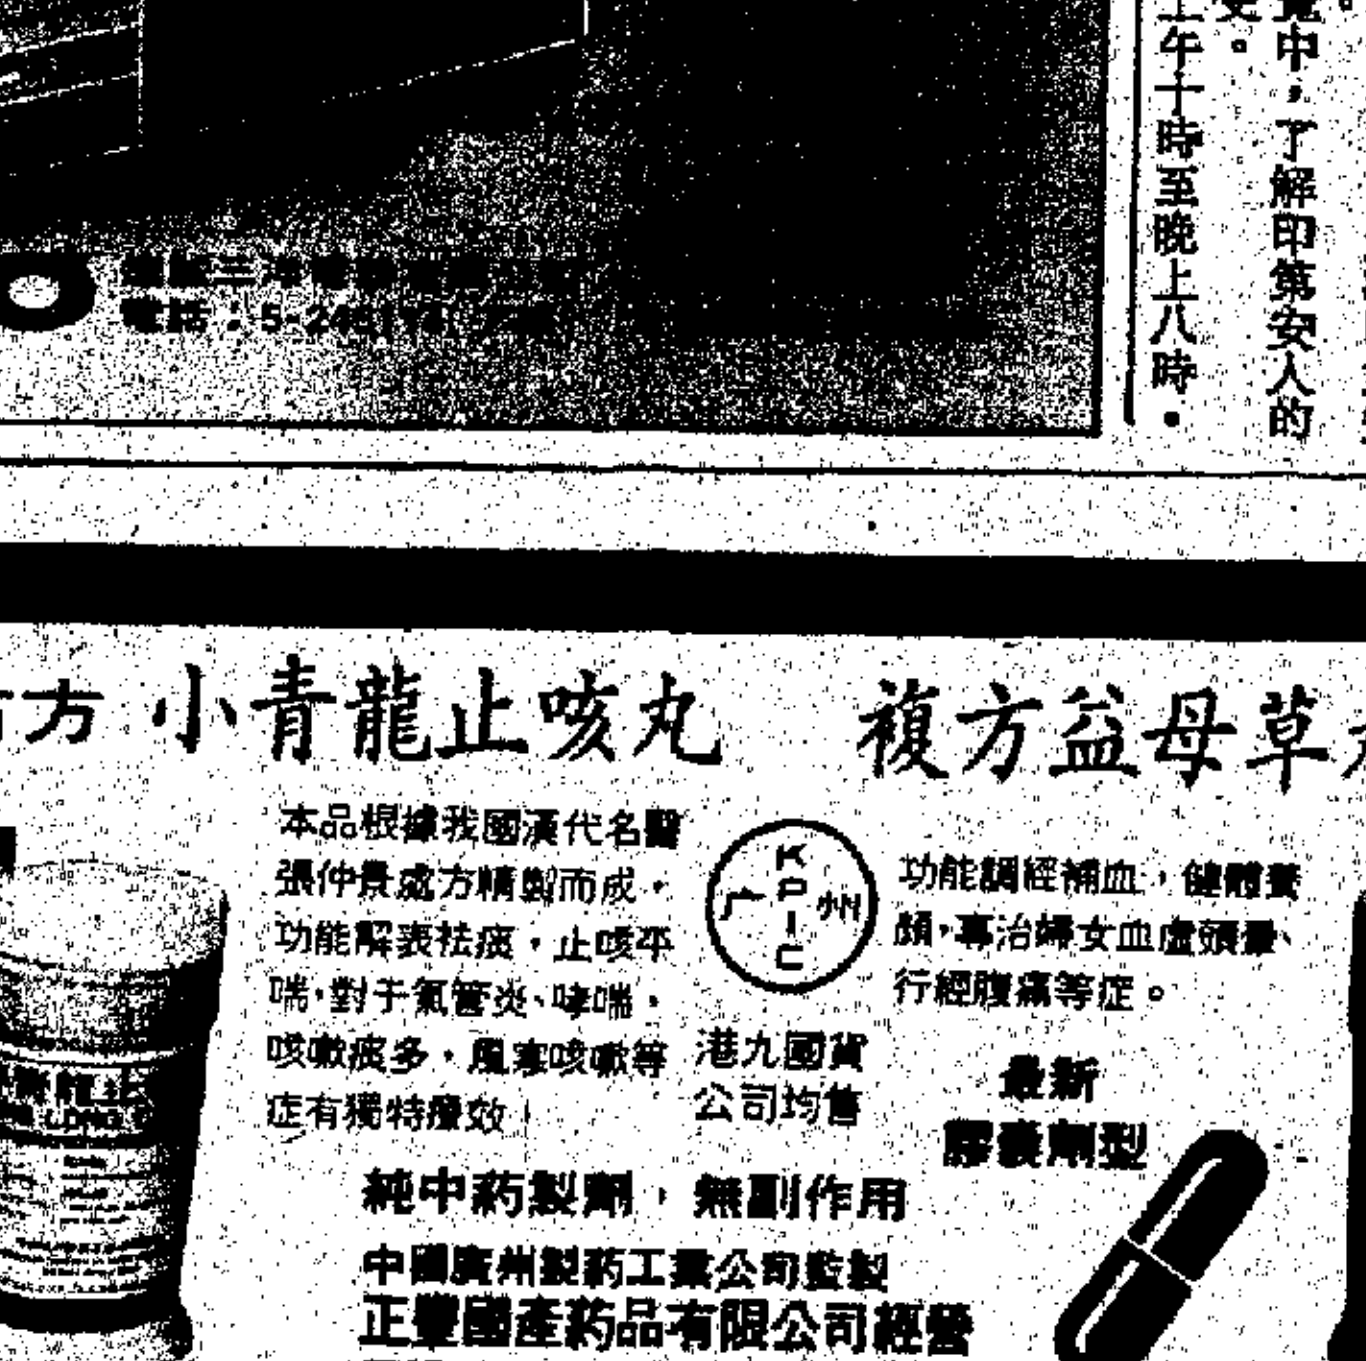 中，了解印第安人的
上午十時至晚上八時。
方 小青龍止咳丸
複方益母草
本品根據我國漢代名醫
張仲景處方精製而成，
功能解表祛痰，止咳平
喘，對于氣管炎、哮喘，
咳嗽痰多，風寒咳嗽等
症有獨特療效
KPIC
广州
港九國貨
公司均售
功能調經補血，健體養
顏，專治婦女血虛頭暈、
行經腹痛等症。
最新
膠囊劑型
純中葯製劑，無副作用
中國廣州製葯工業公司監製
正豐國產葯品有限公司經營